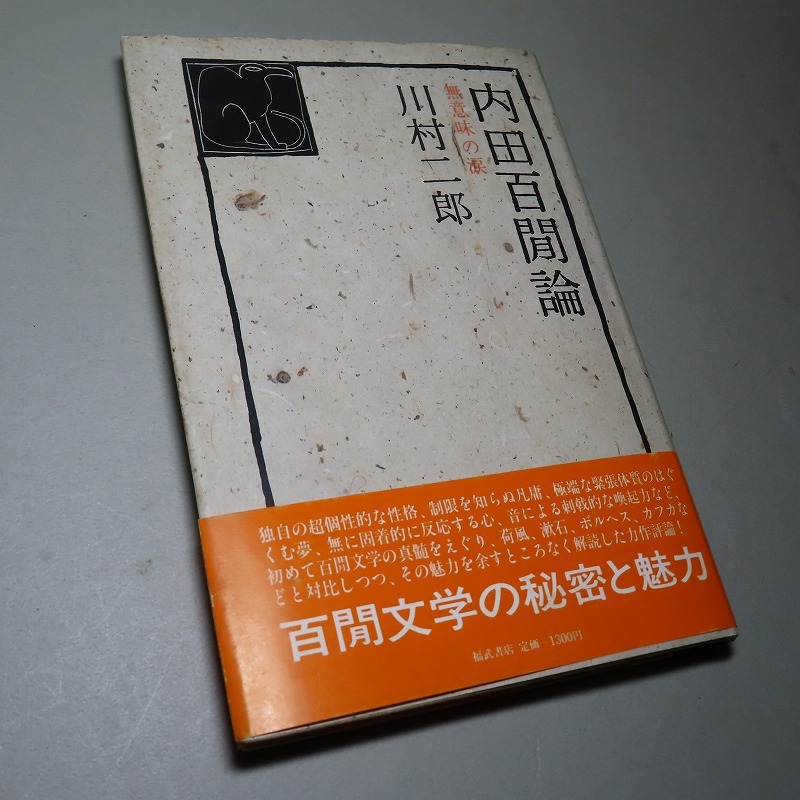 内田百閒論
無意味の涙
川村二郎
独自の超個性的な性格、制限を知らぬ凡庸、極端な緊張体質のはぐ
くむ夢、無に固着的に反応する心、音による刺戟的な喚起力など、
初めて百閒文学の真髄をえぐり、荷風、漱石、ボルヘス、カフカな
どと対比しつつ、その魅力を余すところなく解読した力作評論！
百閒文学の秘密と魅力
福武書店 定価―1300円